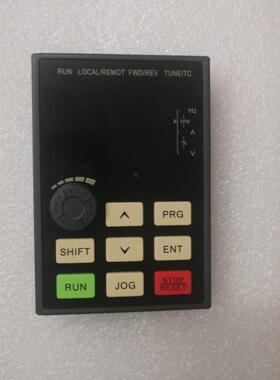 RUN LOCAL/REMOT FWD/REV TUNE/TC
Hz
A
V
PRG
SHIFT
ENT
RUN
JOG
STOP
RESET